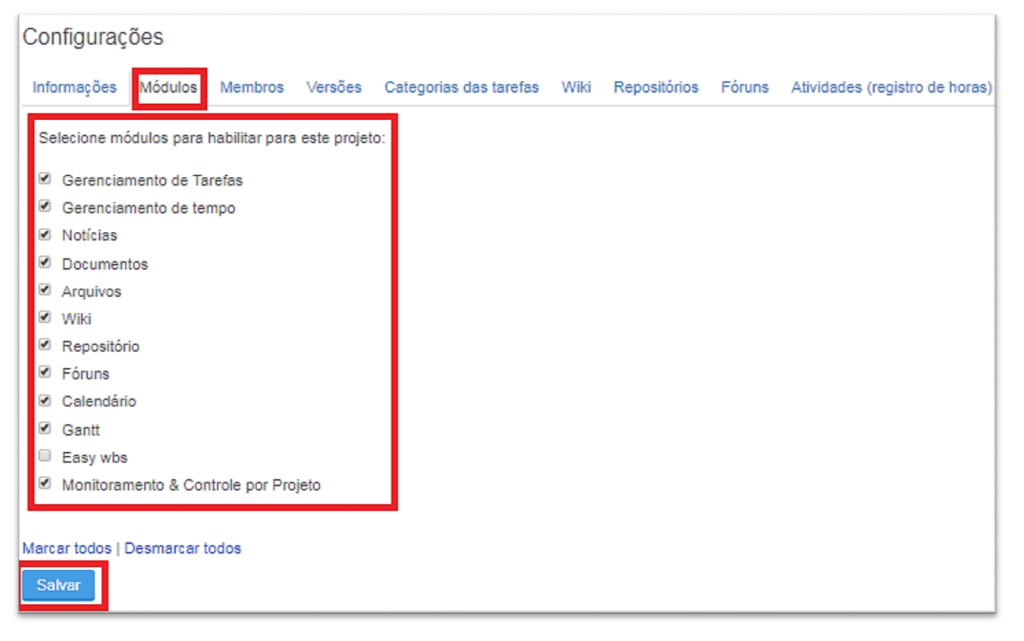 Configurações
Informações Módulos Membros Versões Categorias das tarefas Wiki Repositórios Fóruns Atividades (registro de horas)
Selecione módulos para habilitar para este projeto:
Gerenciamento de Tarefas
Gerenciamento de tempo
Notícias
Documentos
Arquivos
Wiki
Repositório
Fóruns
Calendário
Gantt
Easy wbs
Monitoramento & Controle por Projeto
Marcar todos | Desmarcar todos
Salvar